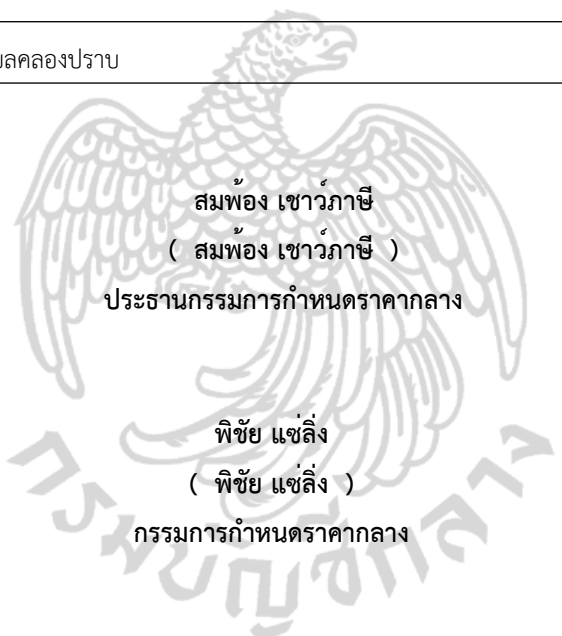 บลคลองปราบ
สมพ้อง เชาว์ภาษี
( สมพ้อง เชาว์ภาษี )
ประธานกรรมการกำหนดราคากลาง
พิชัย แซ่ลิ่ง
( พิชัย แซ่ลิ่ง )
กรรมการกำหนดราคากลาง
กรมบัญชีกลาง